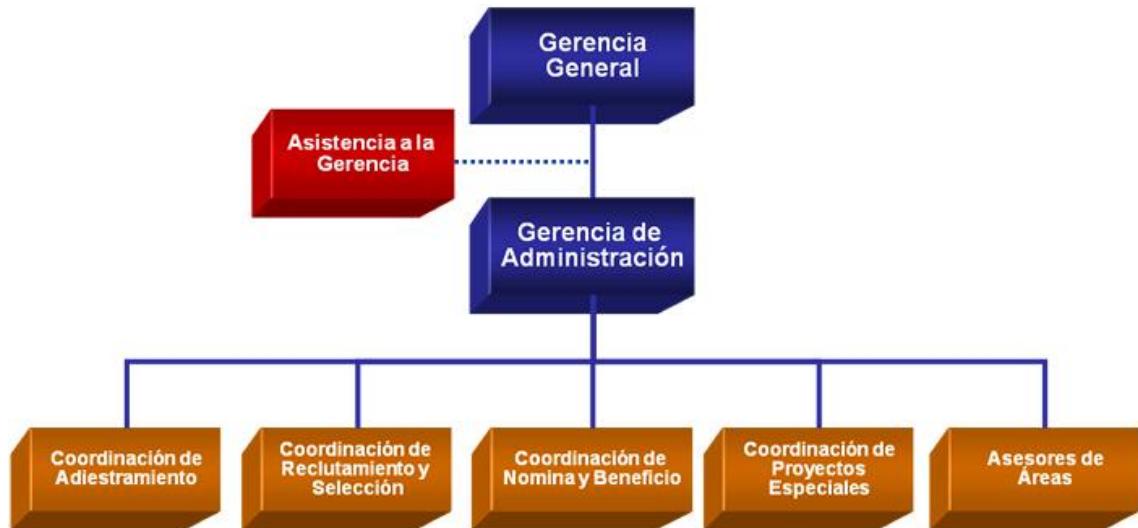 Gerencia
General
Asistencia a la
Gerencia
Gerencia de
Administración
Coordinación de
Adiestramiento
Coordinación de
Reclutamiento y
Selección
Coordinación de
Nomina y Beneficio
Coordinación de
Proyectos
Especiales
Asesores de
Áreas